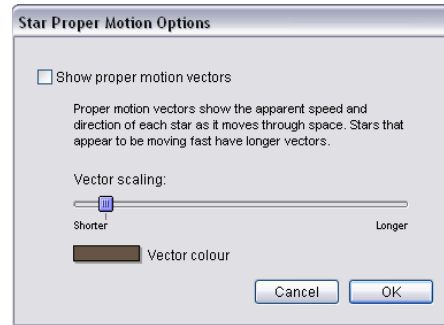 Star Proper Motion Options
Show proper motion vectors
Proper motion vectors show the apparent speed and
direction of each star as it moves through space. Stars that
appear to be moving fast have longer vectors.
Vector scaling:
Shorter Longer
Vector colour
Cancel OK